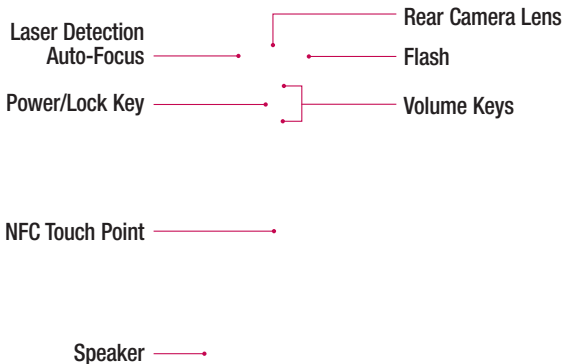 Rear Camera Lens
Laser Detection
Auto-Focus
Flash
Power/Lock Key
Volume Keys
NFC Touch Point
Speaker